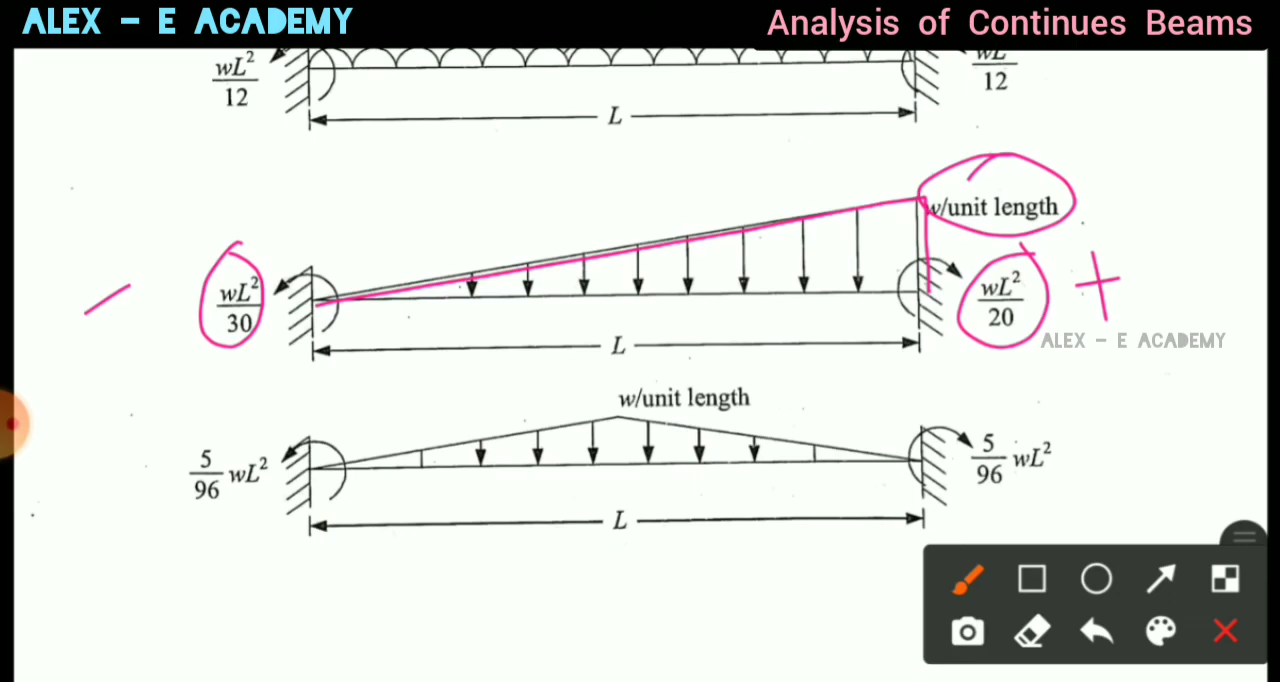 ALEX – E ACADEMY
Analysis of Continues Beams
wL²
12
wL
12
L
w/unit length
–
wL²
30
wL²
20
+
ALEX – E ACADEMY
L
w/unit length
5
96
wL²
5
96
wL²
L